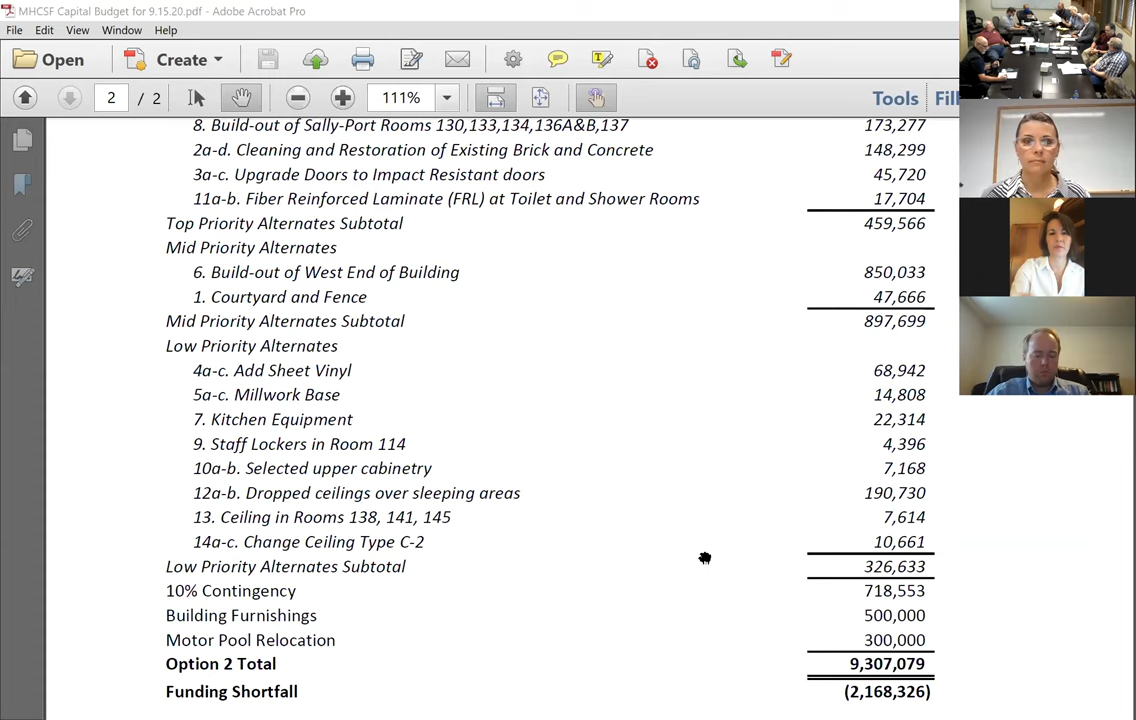 MHCSF Capital Budget for 9.15.20.pdf - Adobe Acrobat Pro
File Edit View Window Help
Open Create
2 / 2 111% Tools Fill
8. Build-out of Sally-Port Rooms 130,133,134,136A&B,137 173,277
2a-d. Cleaning and Restoration of Existing Brick and Concrete 148,299
3a-c. Upgrade Doors to Impact Resistant doors 45,720
11a-b. Fiber Reinforced Laminate (FRL) at Toilet and Shower Rooms 17,704
Top Priority Alternates Subtotal 459,566
Mid Priority Alternates
6. Build-out of West End of Building 850,033
1. Courtyard and Fence 47,666
Mid Priority Alternates Subtotal 897,699
Low Priority Alternates
4a-c. Add Sheet Vinyl 68,942
5a-c. Millwork Base 14,808
7. Kitchen Equipment 22,314
9. Staff Lockers in Room 114 4,396
10a-b. Selected upper cabinetry 7,168
12a-b. Dropped ceilings over sleeping areas 190,730
13. Ceiling in Rooms 138, 141, 145 7,614
14a-c. Change Ceiling Type C-2 10,661
Low Priority Alternates Subtotal 326,633
10% Contingency 718,553
Building Furnishings 500,000
Motor Pool Relocation 300,000
Option 2 Total 9,307,079
Funding Shortfall (2,168,326)